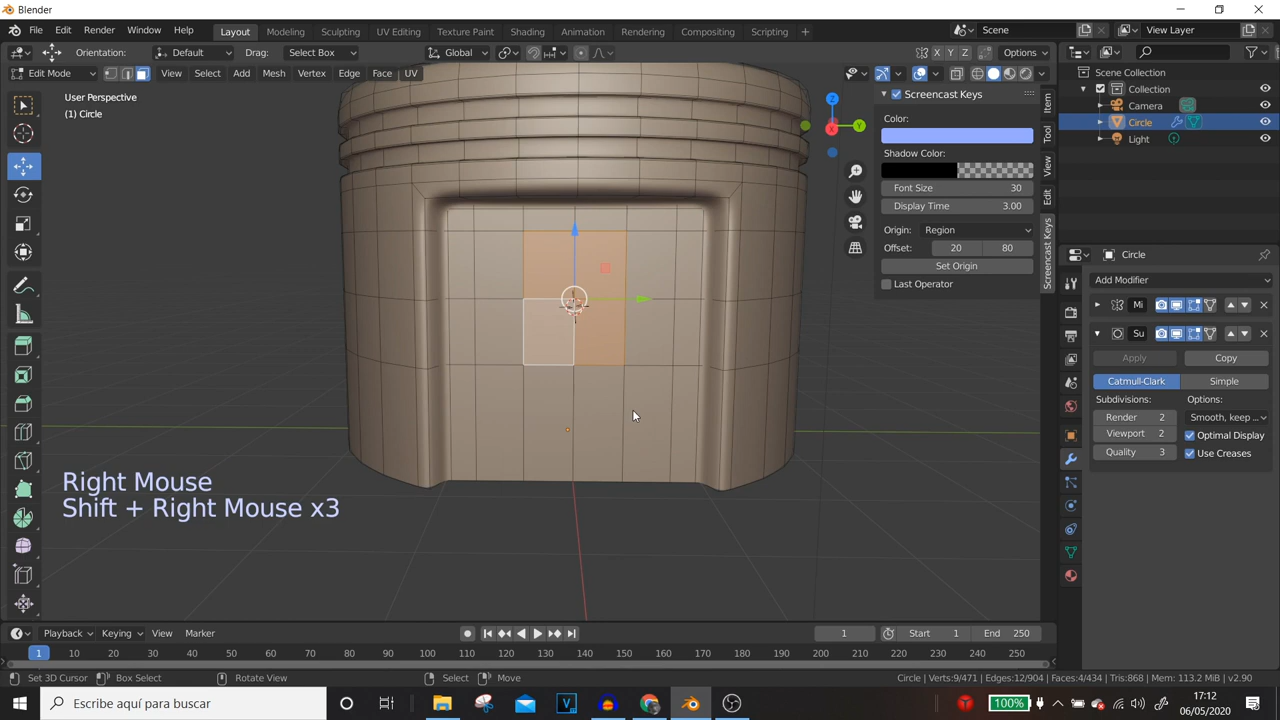 Blender
File Edit Render Window Help Layout Modeling Sculpting UV Editing Texture Paint Shading Animation Rendering Compositing Scripting + Scene View Layer
Orientation: Default Drag: Select Box Global X Y Z Options
Edit Mode View Select Add Mesh Vertex Edge Face UV
User Perspective
(1) Circle
Z
Y
X
Screencast Keys
Color:
Shadow Color:
Font Size 30
Display Time 3.00
Origin: Region
Offset: 20 80
Set Origin
Last Operator
Item
Tool
View
Edit
Screencast Keys
Scene Collection
Collection
Camera
Circle
Light
Circle
Add Modifier
Mi
Su
Apply Copy
Catmull-Clark Simple
Subdivisions: Options:
Render 2 Smooth, keep ...
Viewport 2 Optimal Display
Quality 3 Use Creases
Right Mouse
Shift + Right Mouse x3
Playback Keying View Marker 1 Start 1 End 250
1 10 20 30 40 50 60 70 80 90 100 110 120 130 140 150 160 170 180 190 200 210 220 230 240 250
Set 3D Cursor Box Select Rotate View Select Move Circle | Verts:9/471 | Edges:12/904 | Faces:4/434 | Tris:868 | Mem: 113.2 MiB | v2.90
Escribe aquí para buscar
100%
17:12
06/05/2020